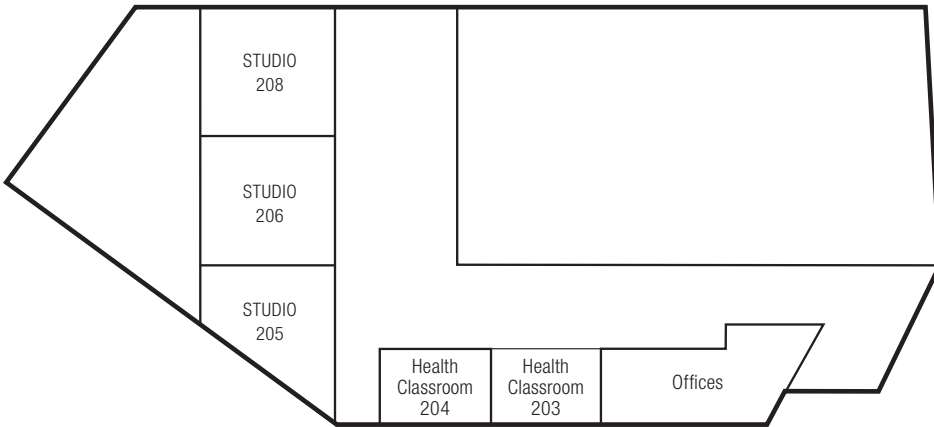 STUDIO
208
STUDIO
206
STUDIO
205
Health
Classroom
204
Health
Classroom
203
Offices